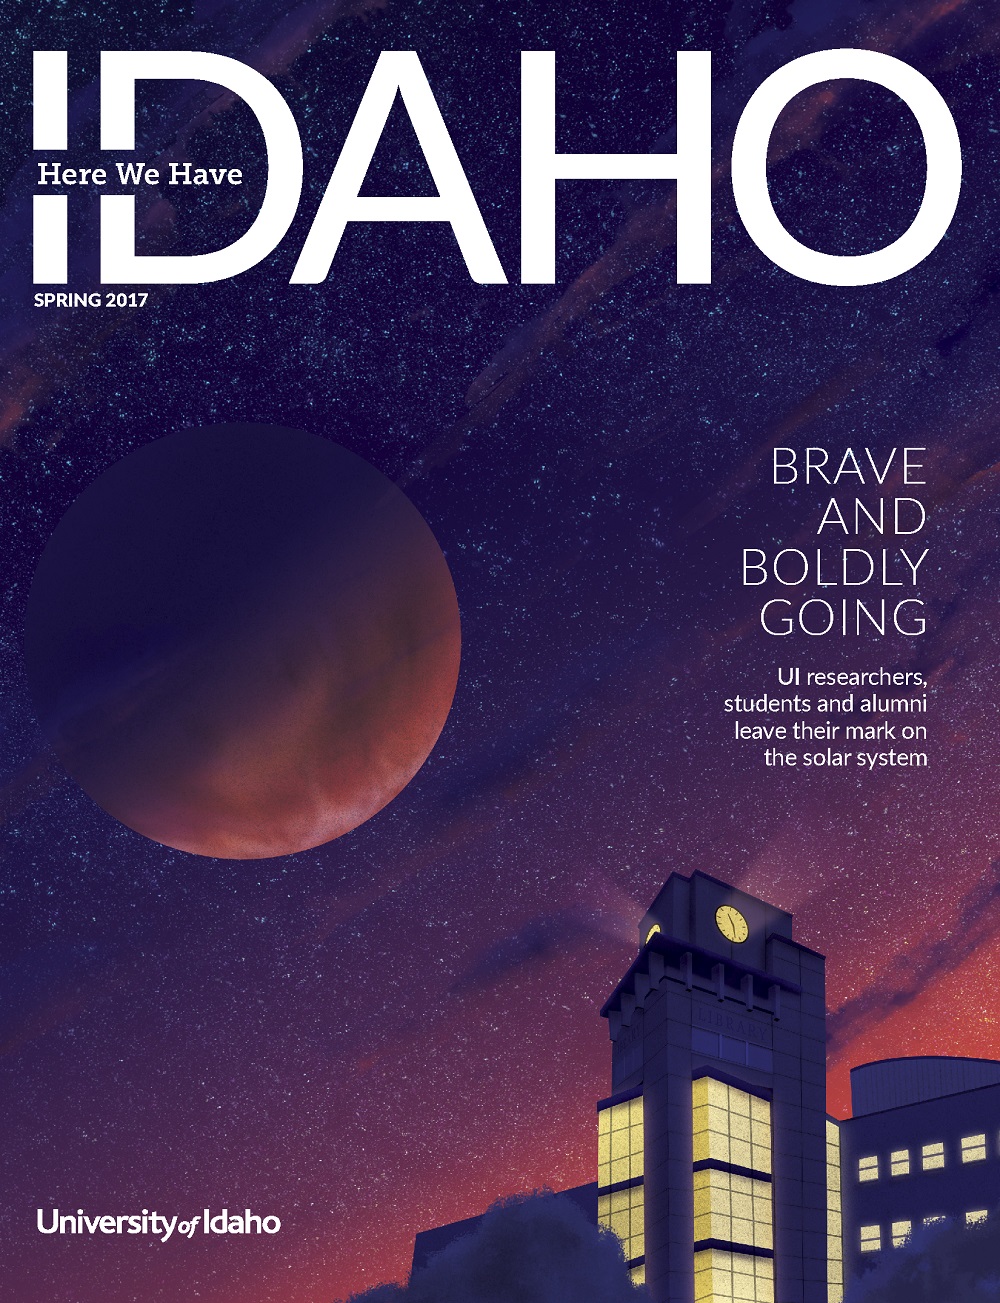 IDAHO
Here We Have
SPRING 2017
BRAVE
AND
BOLDLY
GOING
UI researchers,
students and alumni
leave their mark on
the solar system
LIBRARY
University of Idaho